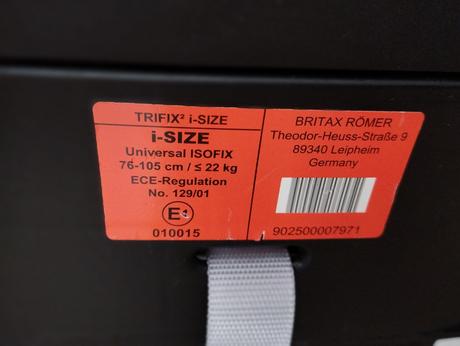 TRIFIX² i-SIZE
i-SIZE
Universal ISOFIX
76-105 cm / ≤ 22 kg
ECE-Regulation
No. 129/01
E1
010015
BRITAX RÖMER
Theodor-Heuss-Straße 9
89340 Leipheim
Germany
902500007971